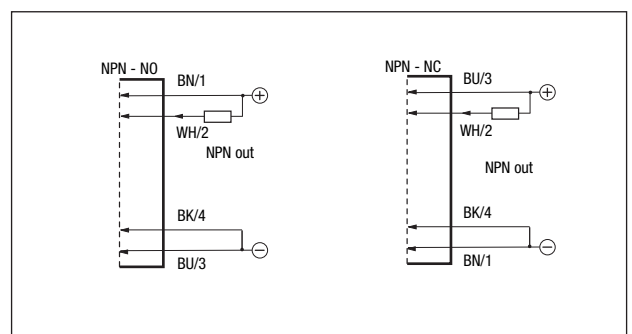 NPN - NO
BN/1
+
WH/2
NPN out
BK/4
−
BU/3
NPN - NC
BU/3
+
WH/2
NPN out
BK/4
−
BN/1